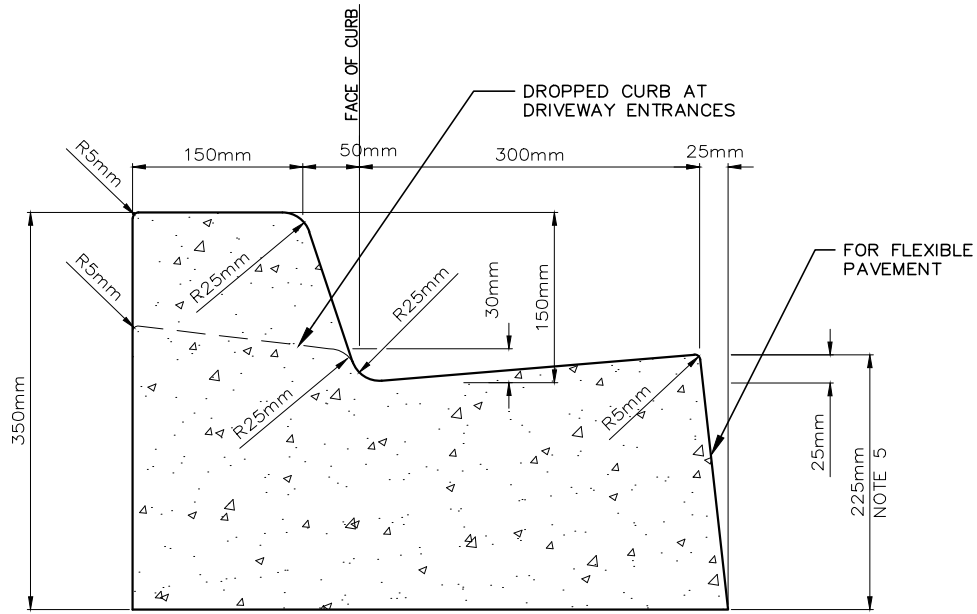 FACE OF CURB
DROPPED CURB AT
DRIVEWAY ENTRANCES
150mm
50mm
300mm
25mm
R5mm
FOR FLEXIBLE
PAVEMENT
R25mm
R5mm
R25mm
30mm
150mm
350mm
R25mm
R5mm
25mm
225mm
NOTE 5